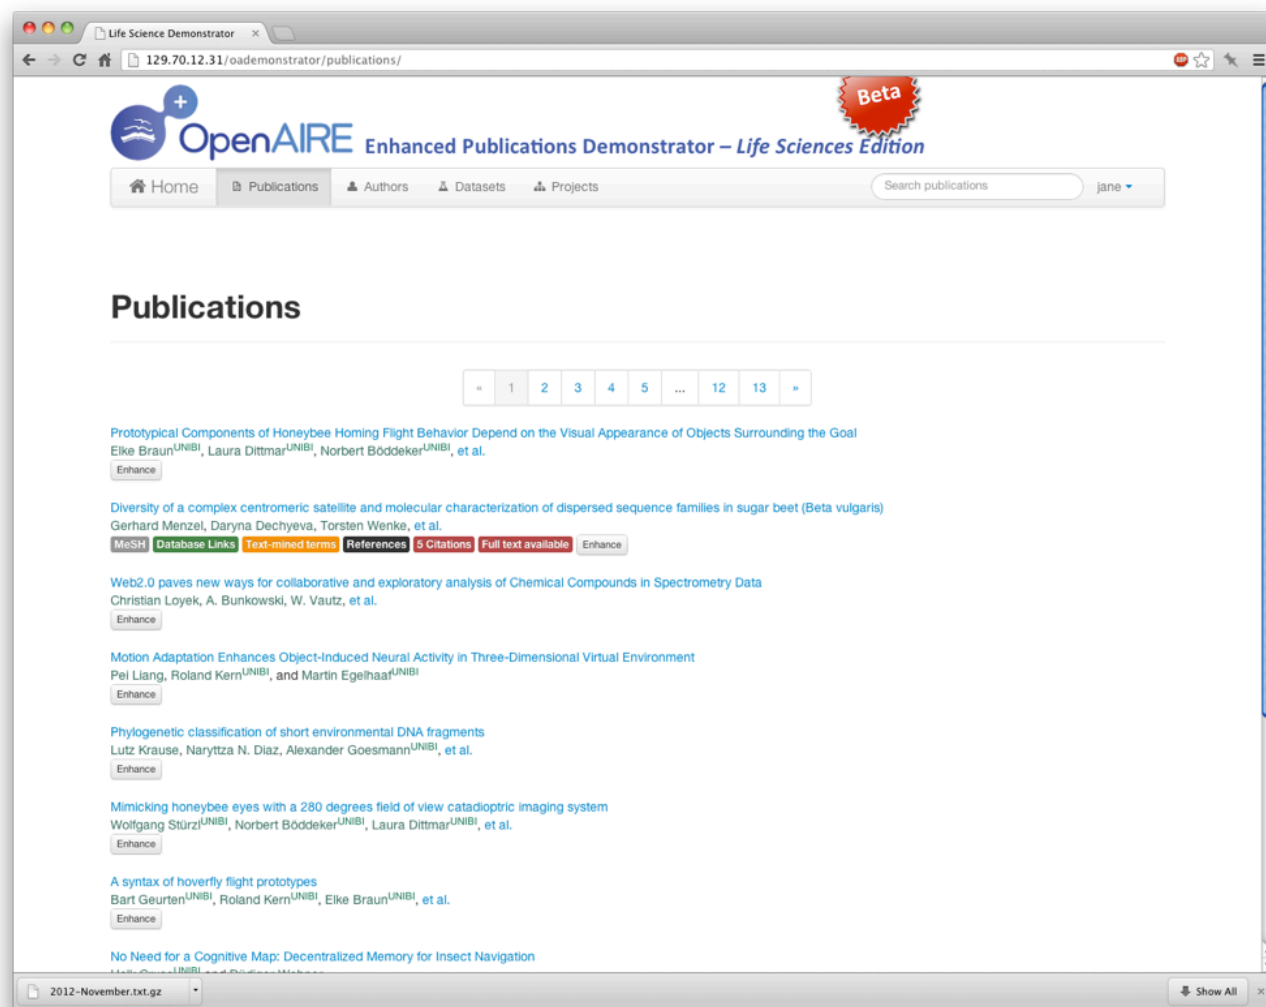 Life Science Demonstrator
129.70.12.31/oademonstrator/publications/
ABP
Beta
OpenAIRE Enhanced Publications Demonstrator – Life Sciences Edition
Home Publications Authors Datasets Projects Search publications jane
Publications
« 1 2 3 4 5 ... 12 13 »
Prototypical Components of Honeybee Homing Flight Behavior Depend on the Visual Appearance of Objects Surrounding the Goal
Elke BraunUNIBI, Laura DittmarUNIBI, Norbert BöddekerUNIBI, et al.
Enhance
Diversity of a complex centromeric satellite and molecular characterization of dispersed sequence families in sugar beet (Beta vulgaris)
Gerhard Menzel, Daryna Dechyeva, Torsten Wenke, et al.
MeSH Database Links Text-mined terms References 5 Citations Full text available Enhance
Web2.0 paves new ways for collaborative and exploratory analysis of Chemical Compounds in Spectrometry Data
Christian Loyek, A. Bunkowski, W. Vautz, et al.
Enhance
Motion Adaptation Enhances Object-Induced Neural Activity in Three-Dimensional Virtual Environment
Pei Liang, Roland KernUNIBI, and Martin EgelhaafUNIBI
Enhance
Phylogenetic classification of short environmental DNA fragments
Lutz Krause, Naryttza N. Diaz, Alexander GoesmannUNIBI, et al.
Enhance
Mimicking honeybee eyes with a 280 degrees field of view catadioptric imaging system
Wolfgang StürzlUNIBI, Norbert BöddekerUNIBI, Laura DittmarUNIBI, et al.
Enhance
A syntax of hoverfly flight prototypes
Bart GeurtenUNIBI, Roland KernUNIBI, Elke BraunUNIBI, et al.
Enhance
No Need for a Cognitive Map: Decentralized Memory for Insect Navigation
2012-November.txt.gz Show All